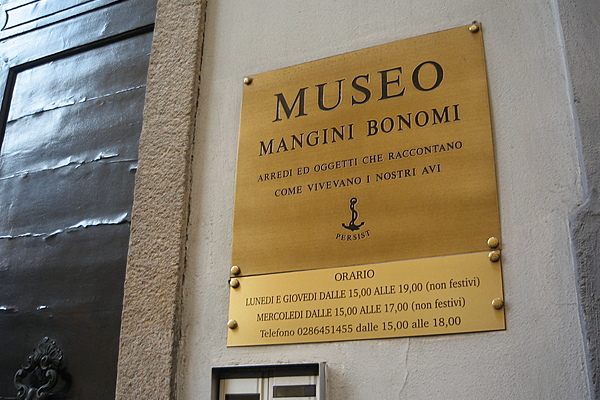 MUSEO
MANGINI BONOMI
ARREDI ED OGGETTI CHE RACCONTANO
COME VIVEVANO I NOSTRI AVI
PERSIST
ORARIO
LUNEDI E GIOVEDI DALLE 15,00 ALLE 19,00 (non festivi)
MERCOLEDI DALLE 15,00 ALLE 17,00 (non festivi)
Telefono 0286451455 dalle 15,00 alle 18,00